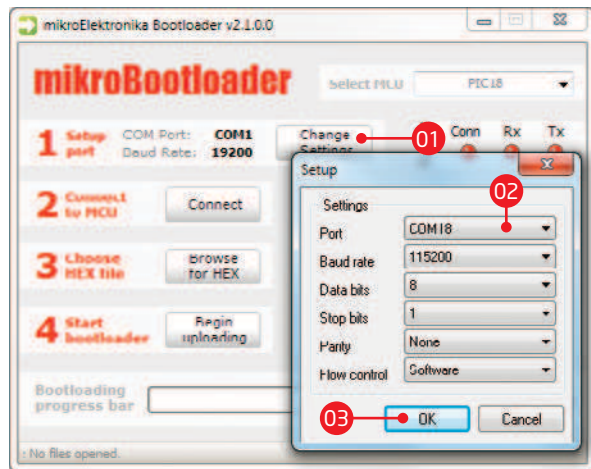 mikroElektronika Bootloader v2.1.0.0
mikroBootloader
Select MCU PIC18
1 Setup port COM Port: COM1
Baud Rate: 19200
Change Settings
01
Conn Rx Tx
2 Connect to MCU
Connect
3 Choose HEX file
Browse for HEX
4 Start bootloader
Begin uploading
Bootloading progress bar
: No files opened.
Setup
02
Settings
Port COM18
Baud rate 115200
Data bits 8
Stop bits 1
Parity None
Flow control Software
03
OK Cancel